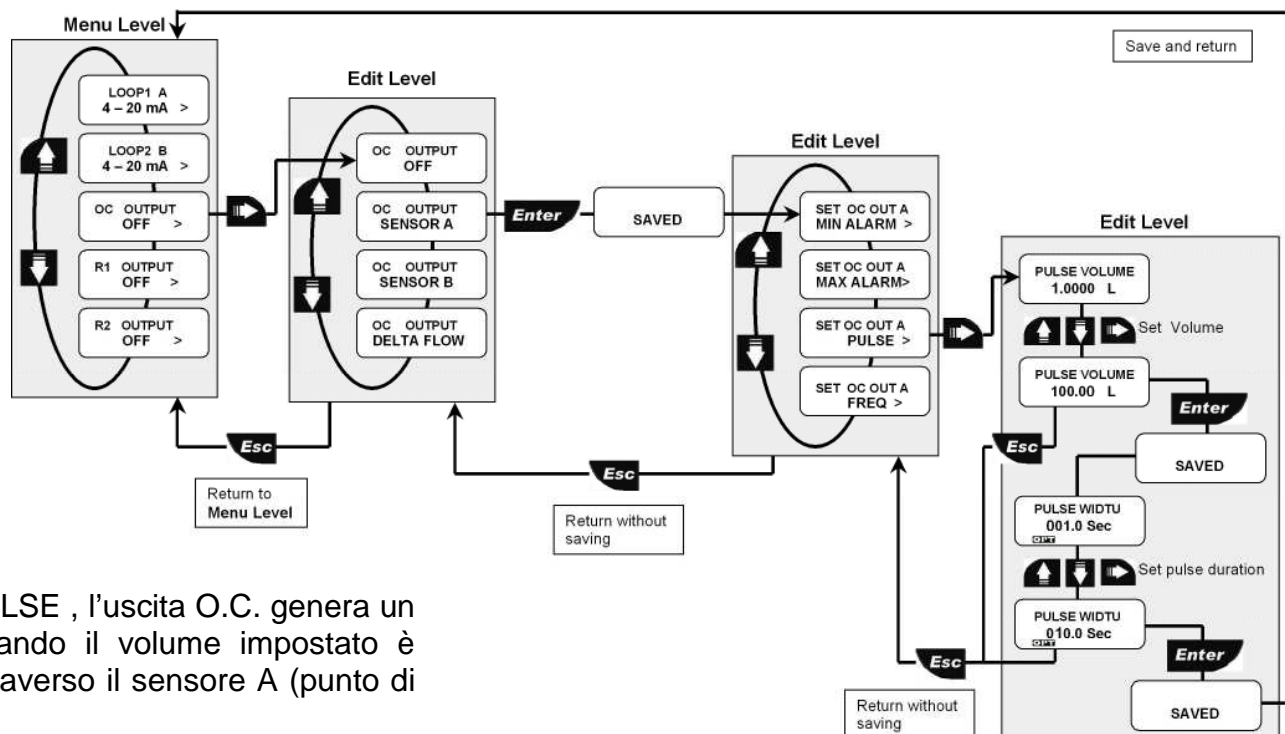 Menu Level
LOOP1 A
4 – 20 mA >
LOOP2 B
4 – 20 mA >
OC OUTPUT
OFF >
R1 OUTPUT
OFF >
R2 OUTPUT
OFF >
Esc
Return to
Menu Level
Edit Level
OC OUTPUT
OFF
OC OUTPUT
SENSOR A
OC OUTPUT
SENSOR B
OC OUTPUT
DELTA FLOW
Enter
SAVED
Esc
Return without
saving
Edit Level
SET OC OUT A
MIN ALARM >
SET OC OUT A
MAX ALARM>
SET OC OUT A
PULSE >
SET OC OUT A
FREQ >
Save and return
Edit Level
PULSE VOLUME
1.0000 L
Set Volume
PULSE VOLUME
100.00 L
Enter
Esc
SAVED
PULSE WIDTU
001.0 Sec
OPT
Set pulse duration
PULSE WIDTU
010.0 Sec
OPT
Enter
Esc
Return without
saving
SAVED
LSE , l'uscita O.C. genera un
ando il volume impostato è
averso il sensore A (punto di